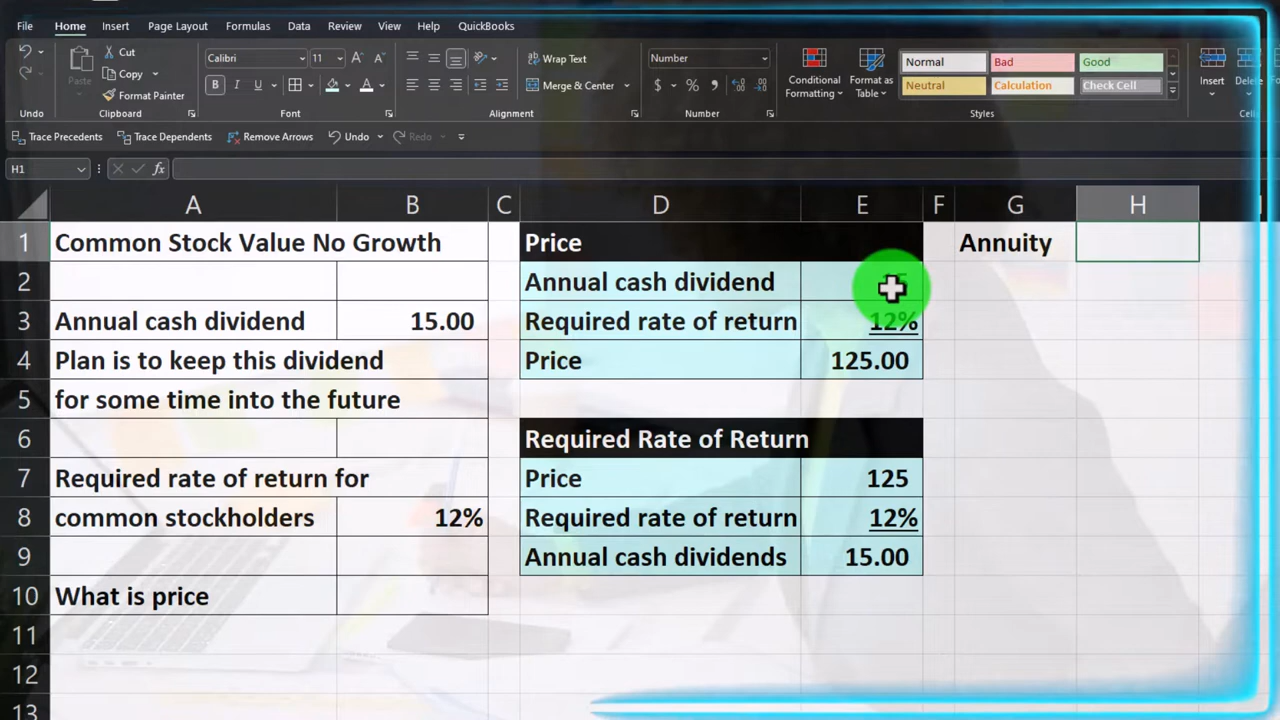 File Home Insert Page Layout Formulas Data Review View Help QuickBooks
Cut
Copy
Format Painter
Paste
Calibri 11
B I U
Wrap Text
Merge & Center
Number
$ % ,
Conditional Formatting
Format as Table
Normal Bad Good
Neutral Calculation Check Cell
Insert
Undo Clipboard Font Alignment Number Styles
Trace Precedents Trace Dependents Remove Arrows Undo Redo
H1 fx
A B C D E F G H
1 Common Stock Value No Growth Price Annuity
2 Annual cash dividend
3 Annual cash dividend 15.00 Required rate of return 12%
4 Plan is to keep this dividend Price 125.00
5 for some time into the future
6 Required Rate of Return
7 Required rate of return for Price 125
8 common stockholders 12% Required rate of return 12%
9 Annual cash dividends 15.00
10 What is price
11
12
13